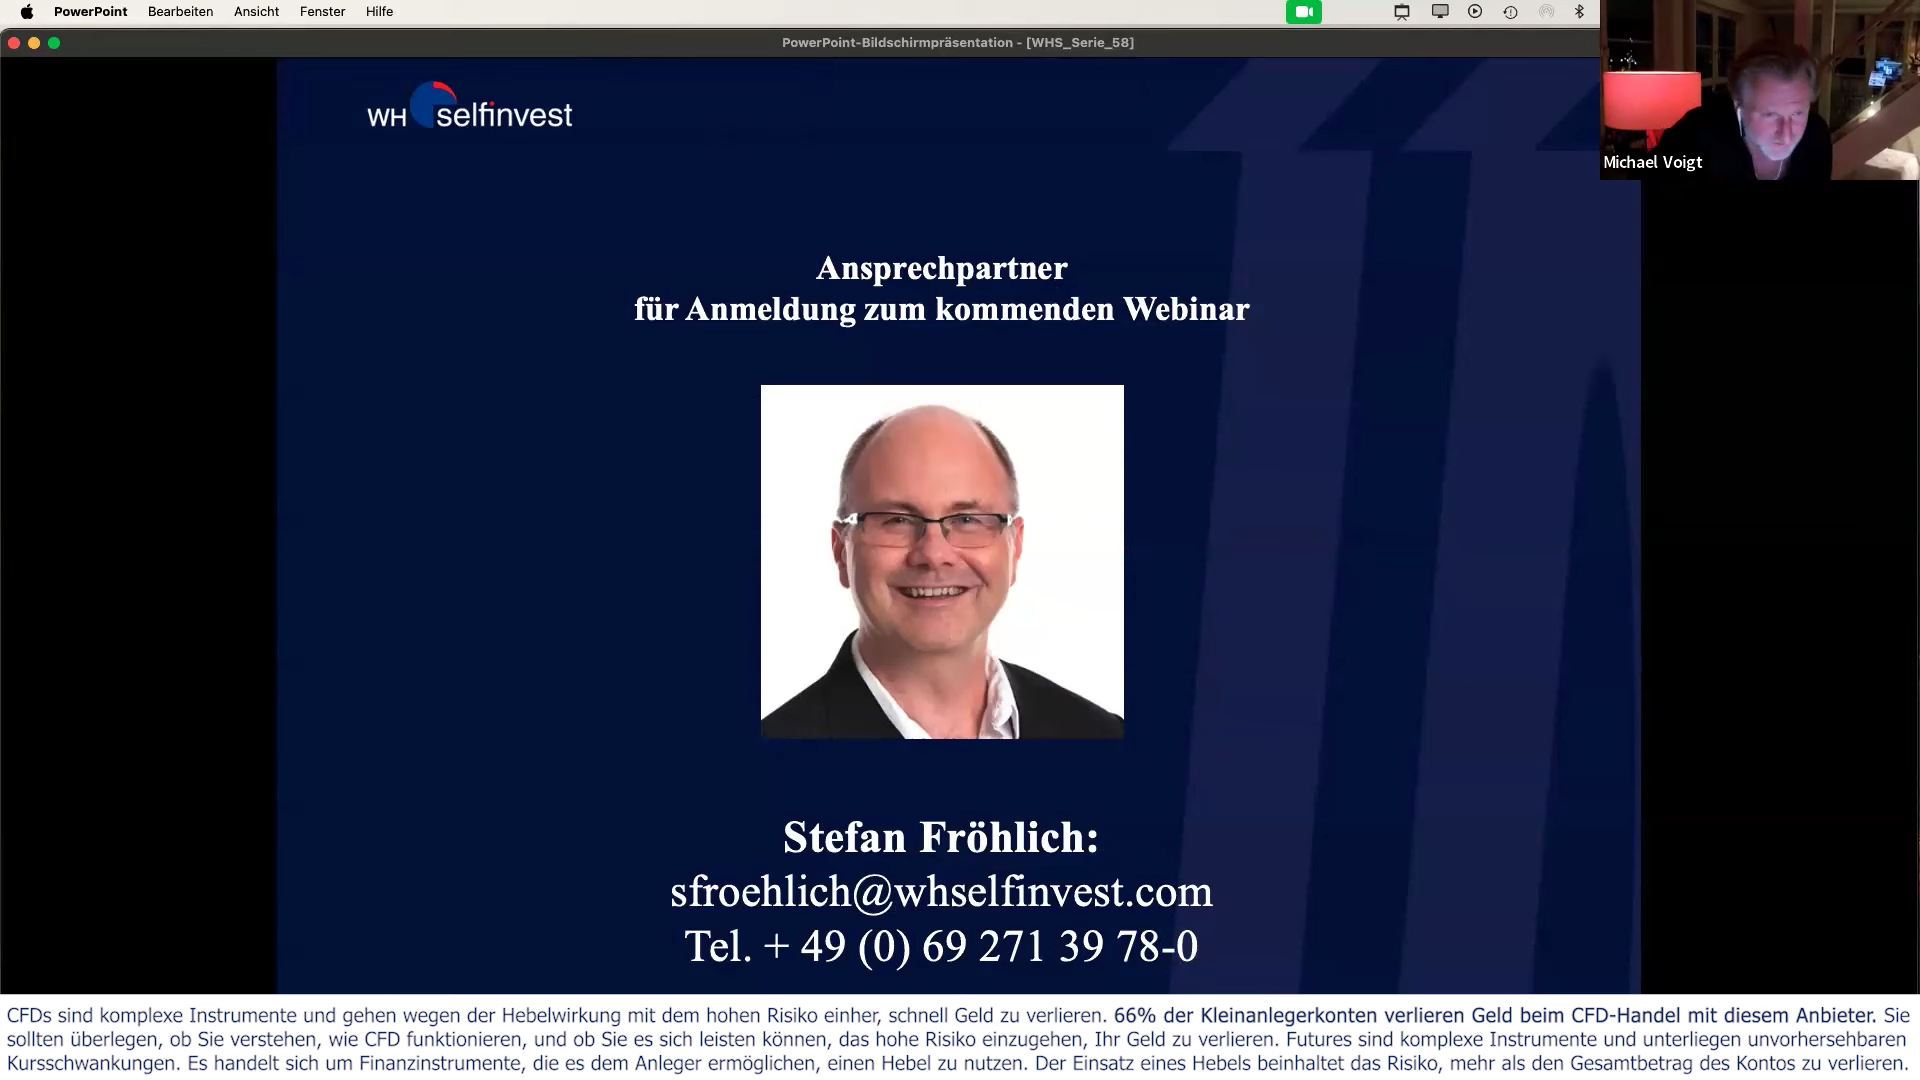 PowerPoint Bearbeiten Ansicht Fenster Hilfe
PowerPoint-Bildschirmpräsentation - [WHS_Serie_58]
WH selfinvest
Michael Voigt
Ansprechpartner
für Anmeldung zum kommenden Webinar
Stefan Fröhlich:
sfroehlich@whselfinvest.com
Tel. + 49 (0) 69 271 39 78-0
CFDs sind komplexe Instrumente und gehen wegen der Hebelwirkung mit dem hohen Risiko einher, schnell Geld zu verlieren. 66% der Kleinanlegerkonten verlieren Geld beim CFD-Handel mit diesem Anbieter. Sie
sollten überlegen, ob Sie verstehen, wie CFD funktionieren, und ob Sie es sich leisten können, das hohe Risiko einzugehen, Ihr Geld zu verlieren. Futures sind komplexe Instrumente und unterliegen unvorhersehbaren
Kursschwankungen. Es handelt sich um Finanzinstrumente, die es dem Anleger ermöglichen, einen Hebel zu nutzen. Der Einsatz eines Hebels beinhaltet das Risiko, mehr als den Gesamtbetrag des Kontos zu verlieren.